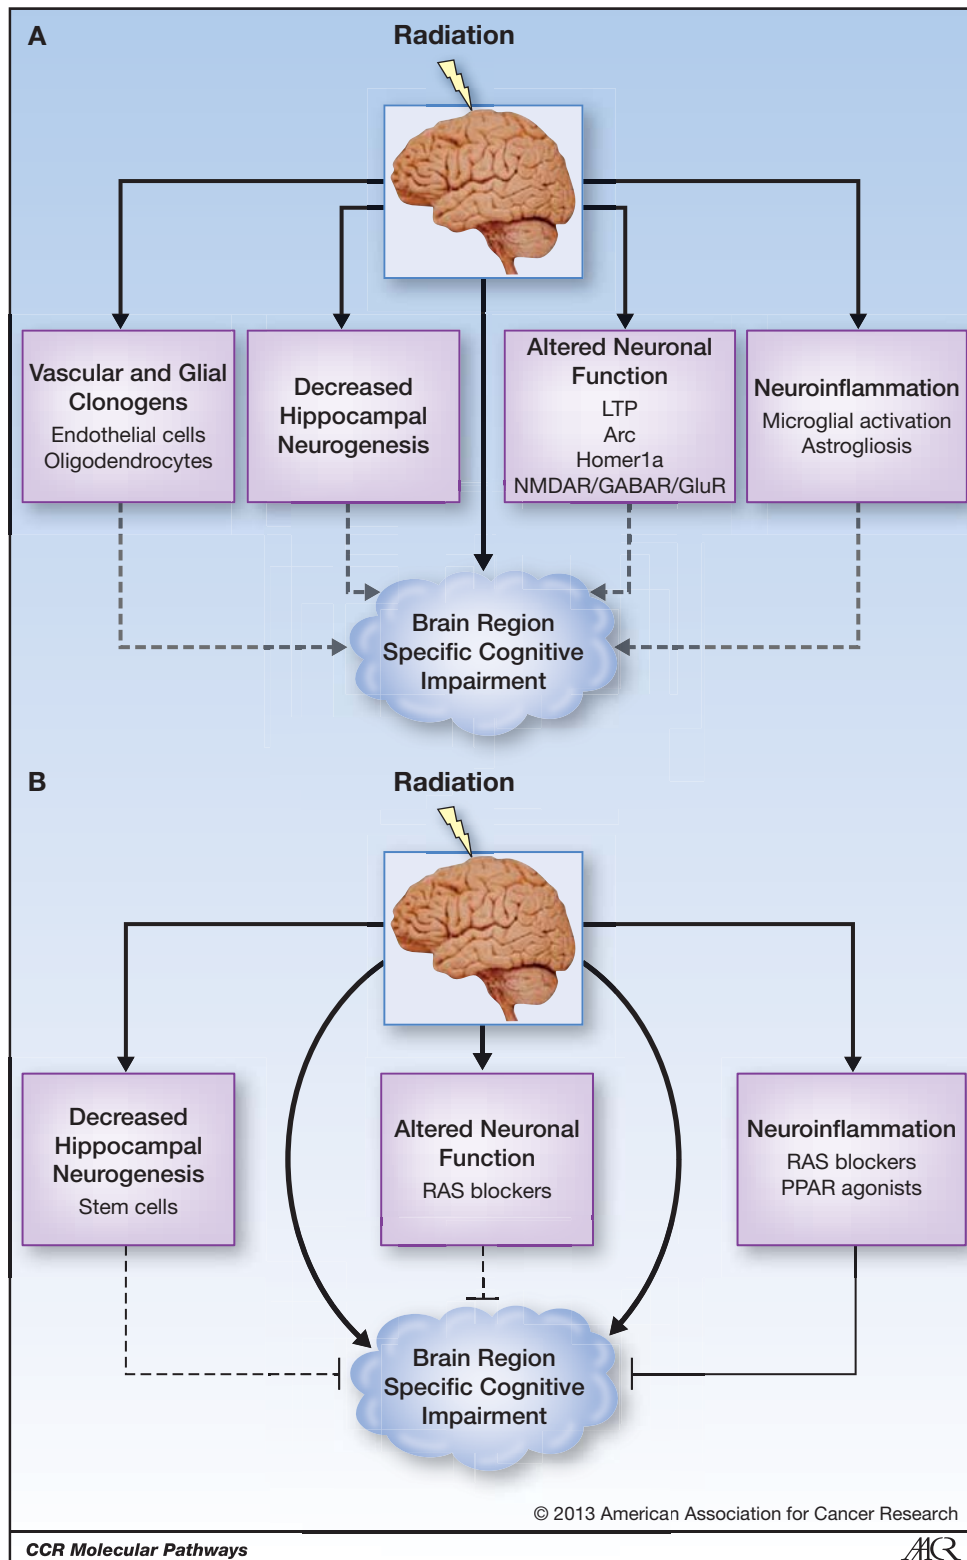 A
Radiation
Vascular and Glial
Clonogens
Endothelial cells
Oligodendrocytes
Decreased
Hippocampal
Neurogenesis
Altered Neuronal
Function
LTP
Arc
Homer1a
NMDAR/GABAR/GluR
Neuroinflammation
Microglial activation
Astrogliosis
Brain Region
Specific Cognitive
Impairment
B
Radiation
Decreased
Hippocampal
Neurogenesis
Stem cells
Altered Neuronal
Function
RAS blockers
Neuroinflammation
RAS blockers
PPAR agonists
Brain Region
Specific Cognitive
Impairment
© 2013 American Association for Cancer Research
CCR Molecular Pathways
AACR